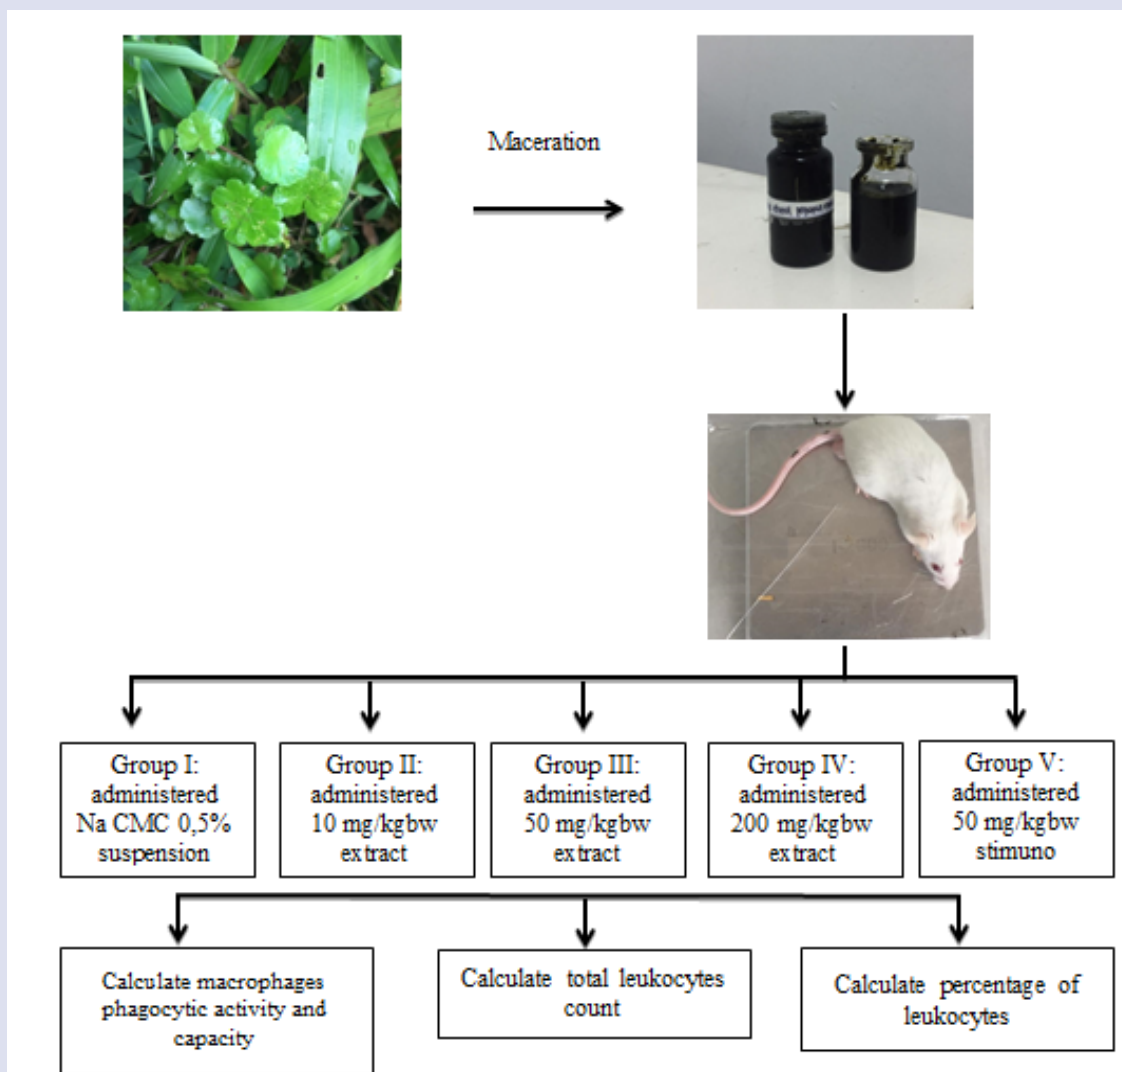 Maceration
Group I:
administered
Na CMC 0,5%
suspension
Group II:
administered
10 mg/kgbw
extract
Group III:
administered
50 mg/kgbw
extract
Group IV:
administered
200 mg/kgbw
extract
Group V:
administered
50 mg/kgbw
stimuno
Calculate macrophages
phagocytic activity and
capacity
Calculate total leukocytes
count
Calculate percentage of
leukocytes